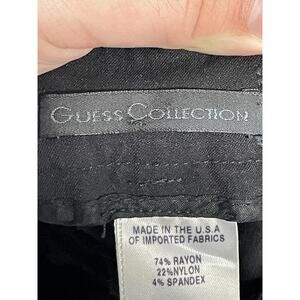 GUESS COLLECTION
MADE IN THE U.S.A
OF IMPORTED FABRICS
74% RAYON
22%NYLON
4% SPANDEX